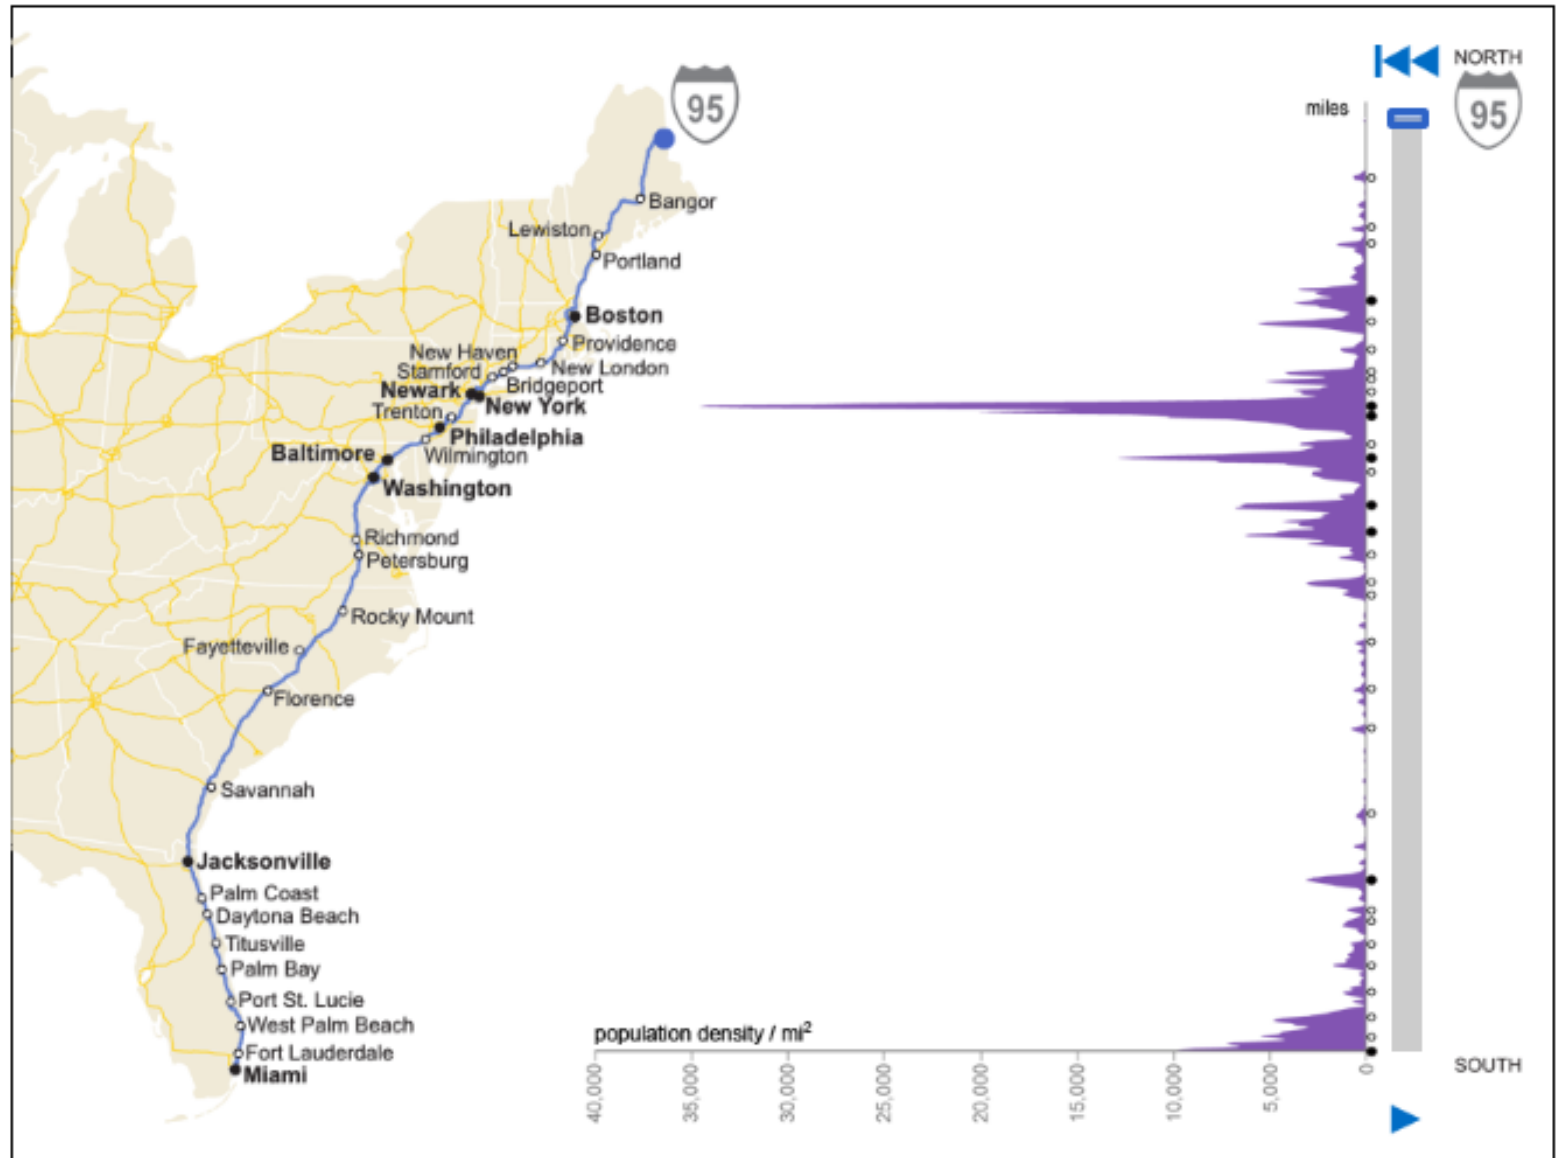 95
Bangor
Lewiston
Portland
Boston
Providence
New Haven
New London
Stamford
Bridgeport
Newark
New York
Trenton
Philadelphia
Baltimore
Wilmington
Washington
Richmond
Petersburg
Rocky Mount
Fayetteville
Florence
Savannah
Jacksonville
Palm Coast
Daytona Beach
Titusville
Palm Bay
Port St. Lucie
West Palm Beach
Fort Lauderdale
Miami
NORTH
miles
95
population density / mi²
SOUTH
40,000
35,000
30,000
25,000
20,000
15,000
10,000
5,000
0